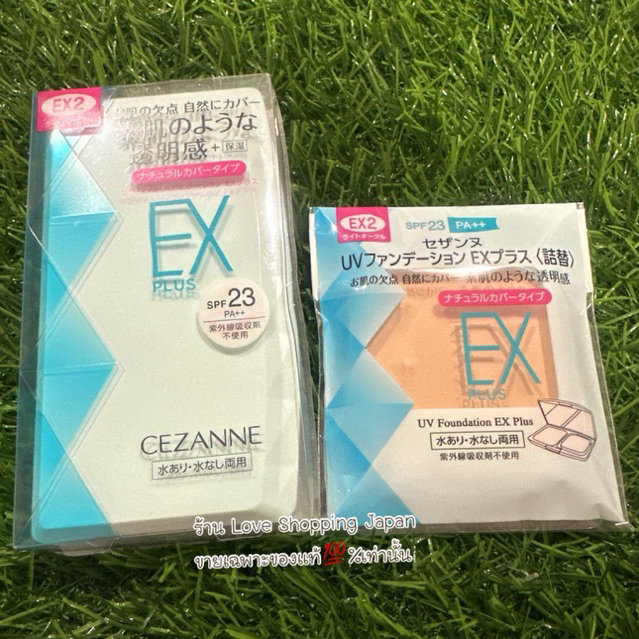 EX2
お肌の欠点 自然にカバー
素肌のような
透明感+保湿
ナチュラルカバータイプ
EX
PLUS
SPF23
PA++
紫外線吸収剤
不使用
CEZANNE
水あり・水なし両用
EX2
ライトオークル
SPF23 PA++
セザンヌ
UVファンデーション EXプラス〈詰替〉
お肌の欠点 自然にカバー 素肌のような透明感
ナチュラルカバータイプ
EX
PLUS
UV Foundation EX Plus
水あり・水なし両用
紫外線吸収剤不使用
ร้าน Love Shopping Japan
ขายเฉพาะของแท้💯%เท่านั้น